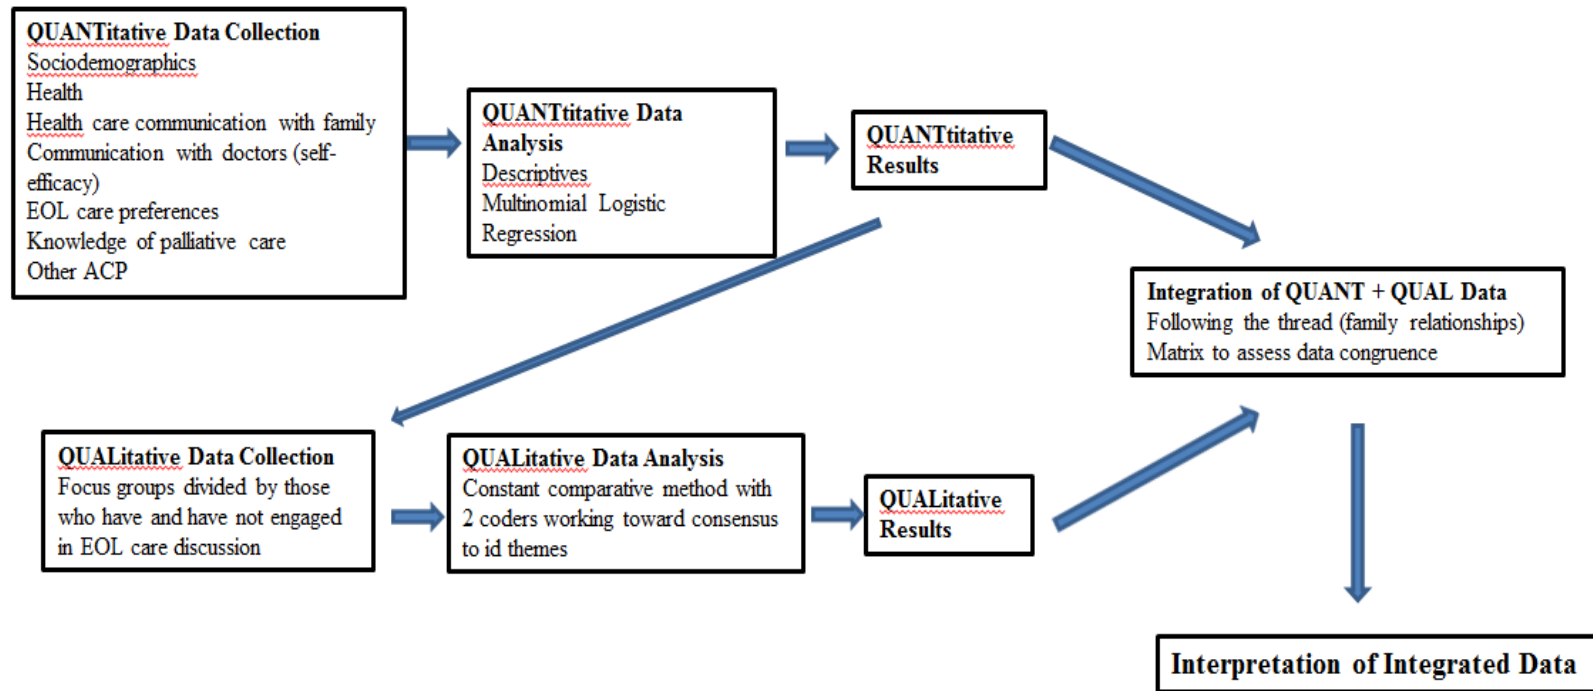 QUANTitative Data Collection
Sociodemographics
Health
Health care communication with family
Communication with doctors (self-
efficacy)
EOL care preferences
Knowledge of palliative care
Other ACP
QUANTtitative Data
Analysis
Descriptives
Multinomial Logistic
Regression
QUANTtitative
Results
Integration of QUANT + QUAL Data
Following the thread (family relationships)
Matrix to assess data congruence
QUALitative Data Collection
Focus groups divided by those
who have and have not engaged
in EOL care discussion
QUALitative Data Analysis
Constant comparative method with
2 coders working toward consensus
to id themes
QUALitative
Results
Interpretation of Integrated Data